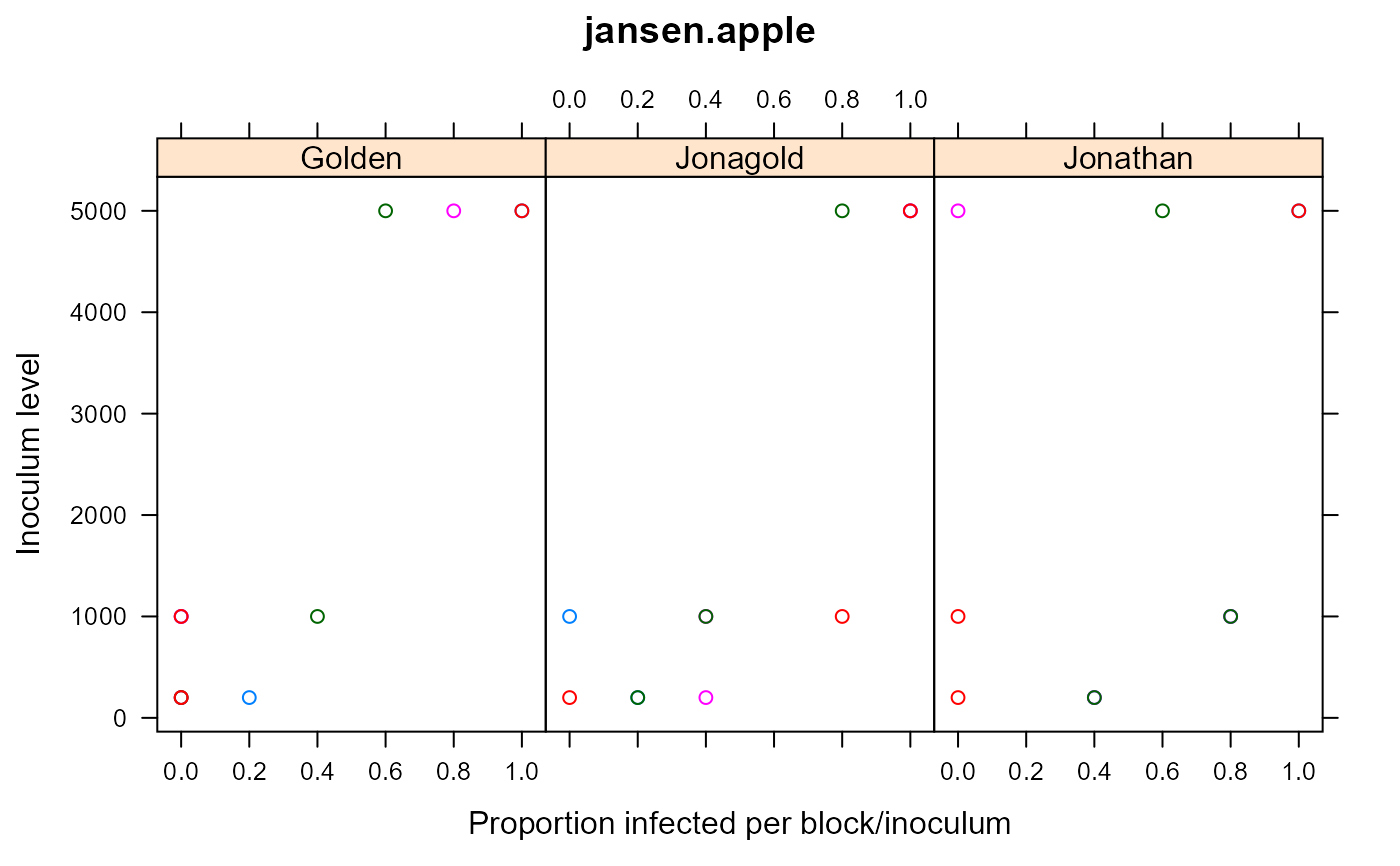 jansen.apple
0.0 0.2 0.4 0.6 0.8 1.0
Golden Jonagold Jonathan
5000
4000
3000
2000
1000
0
Inoculum level
0.0 0.2 0.4 0.6 0.8 1.0 0.0 0.2 0.4 0.6 0.8 1.0
Proportion infected per block/inoculum